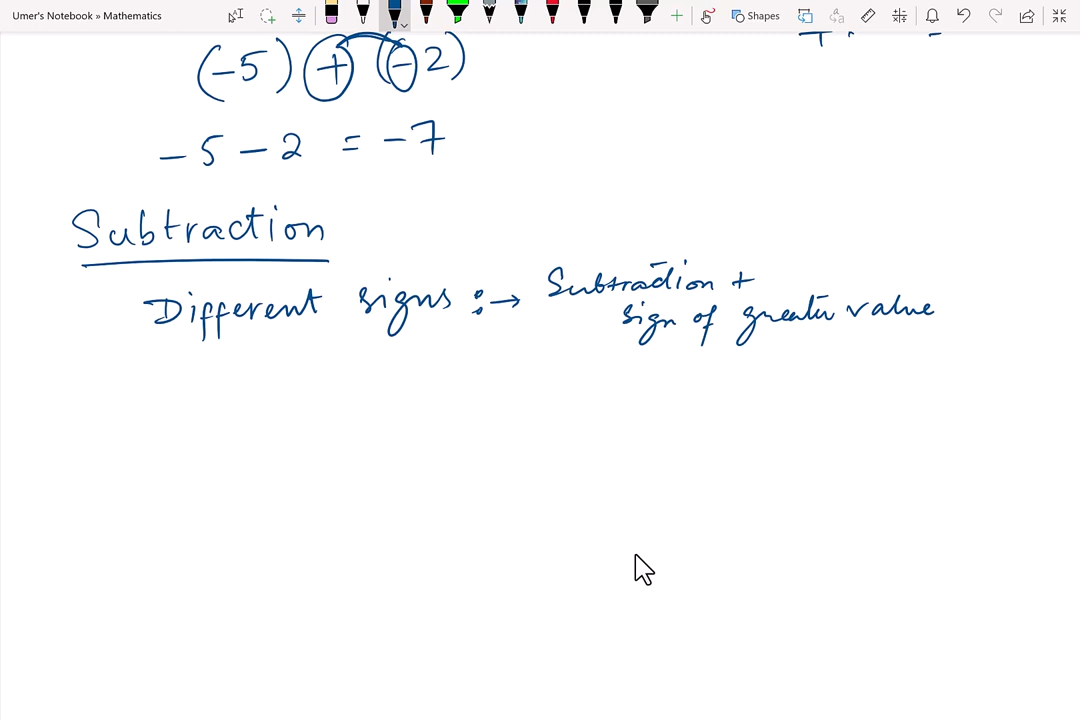 Umer's Notebook » Mathematics
Shapes
(-5) + (-2)
-5 - 2 = -7
Subtraction
Different signs :→ Subtraction +
sign of greater value